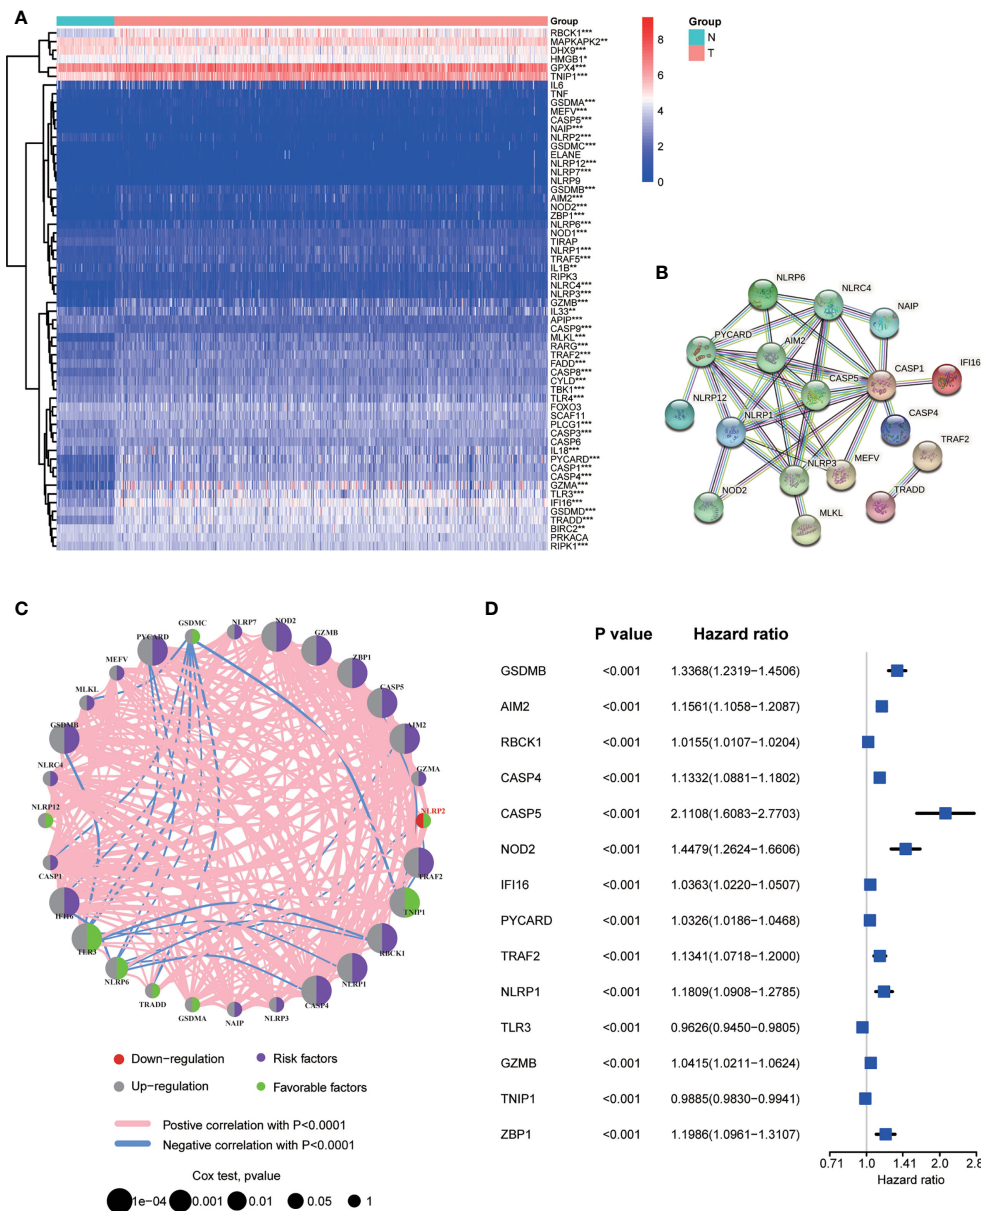 A
Group
RBCK1***
MAPKAPK2**
DHX9***
HMGB1*
GPX4***
TNIP1***
IL6
TNF
GSDMA***
MEFV***
CASP5***
NAIP***
NLRP2***
GSDMC***
ELANE
NLRP12***
NLRP7***
NLRP9
GSDMB***
AIM2***
NOD2***
ZBP1***
NLRP6***
NOD1***
TIRAP
NLRP1***
TRAF5***
IL1B**
RIPK3
NLRC4***
NLRP3***
GZMB***
IL33**
APIP***
CASP9***
MLKL***
RARG***
TRAF2***
FADD***
CASP8***
CYLD***
TBK1***
TLR4***
FOXO3
SCAF11
PLCG1***
CASP3***
CASP6
IL18***
PYCARD***
CASP1***
CASP4***
GZMA***
TLR3***
IFI16***
GSDMD***
TRADD***
BIRC2**
PRKACA
RIPK1***
8
6
4
2
0
Group
N
T
B
NLRP6
NLRC4
NAIP
PYCARD
AIM2
CASP1
IFI16
CASP5
NLRP12
NLRP1
CASP4
TRAF2
NLRP3
MEFV
NOD2
TRADD
MLKL
C
GSDMC
NLRP7
NOD2
PYCARD
GZMB
MEFV
ZBP1
MLKL
CASP5
GSDMB
AIM2
NLRC4
GZMA
NLRP12
NLRP2
CASP1
TRAF2
IFI16
TNIP1
TLR3
RBCK1
NLRP6
NLRP1
TRADD
CASP4
GSDMA
NAIP
NLRP3
Down−regulation
Risk factors
Up−regulation
Favorable factors
Postive correlation with P<0.0001
Negative correlation with P<0.0001
Cox test, pvalue
1e−04 0.001 0.01 0.05 1
D
P value Hazard ratio
GSDMB <0.001 1.3368(1.2319−1.4506)
AIM2 <0.001 1.1561(1.1058−1.2087)
RBCK1 <0.001 1.0155(1.0107−1.0204)
CASP4 <0.001 1.1332(1.0881−1.1802)
CASP5 <0.001 2.1108(1.6083−2.7703)
NOD2 <0.001 1.4479(1.2624−1.6606)
IFI16 <0.001 1.0363(1.0220−1.0507)
PYCARD <0.001 1.0326(1.0186−1.0468)
TRAF2 <0.001 1.1341(1.0718−1.2000)
NLRP1 <0.001 1.1809(1.0908−1.2785)
TLR3 <0.001 0.9626(0.9450−0.9805)
GZMB <0.001 1.0415(1.0211−1.0624)
TNIP1 <0.001 0.9885(0.9830−0.9941)
ZBP1 <0.001 1.1986(1.0961−1.3107)
0.71 1.0 1.41 2.0 2.8
Hazard ratio